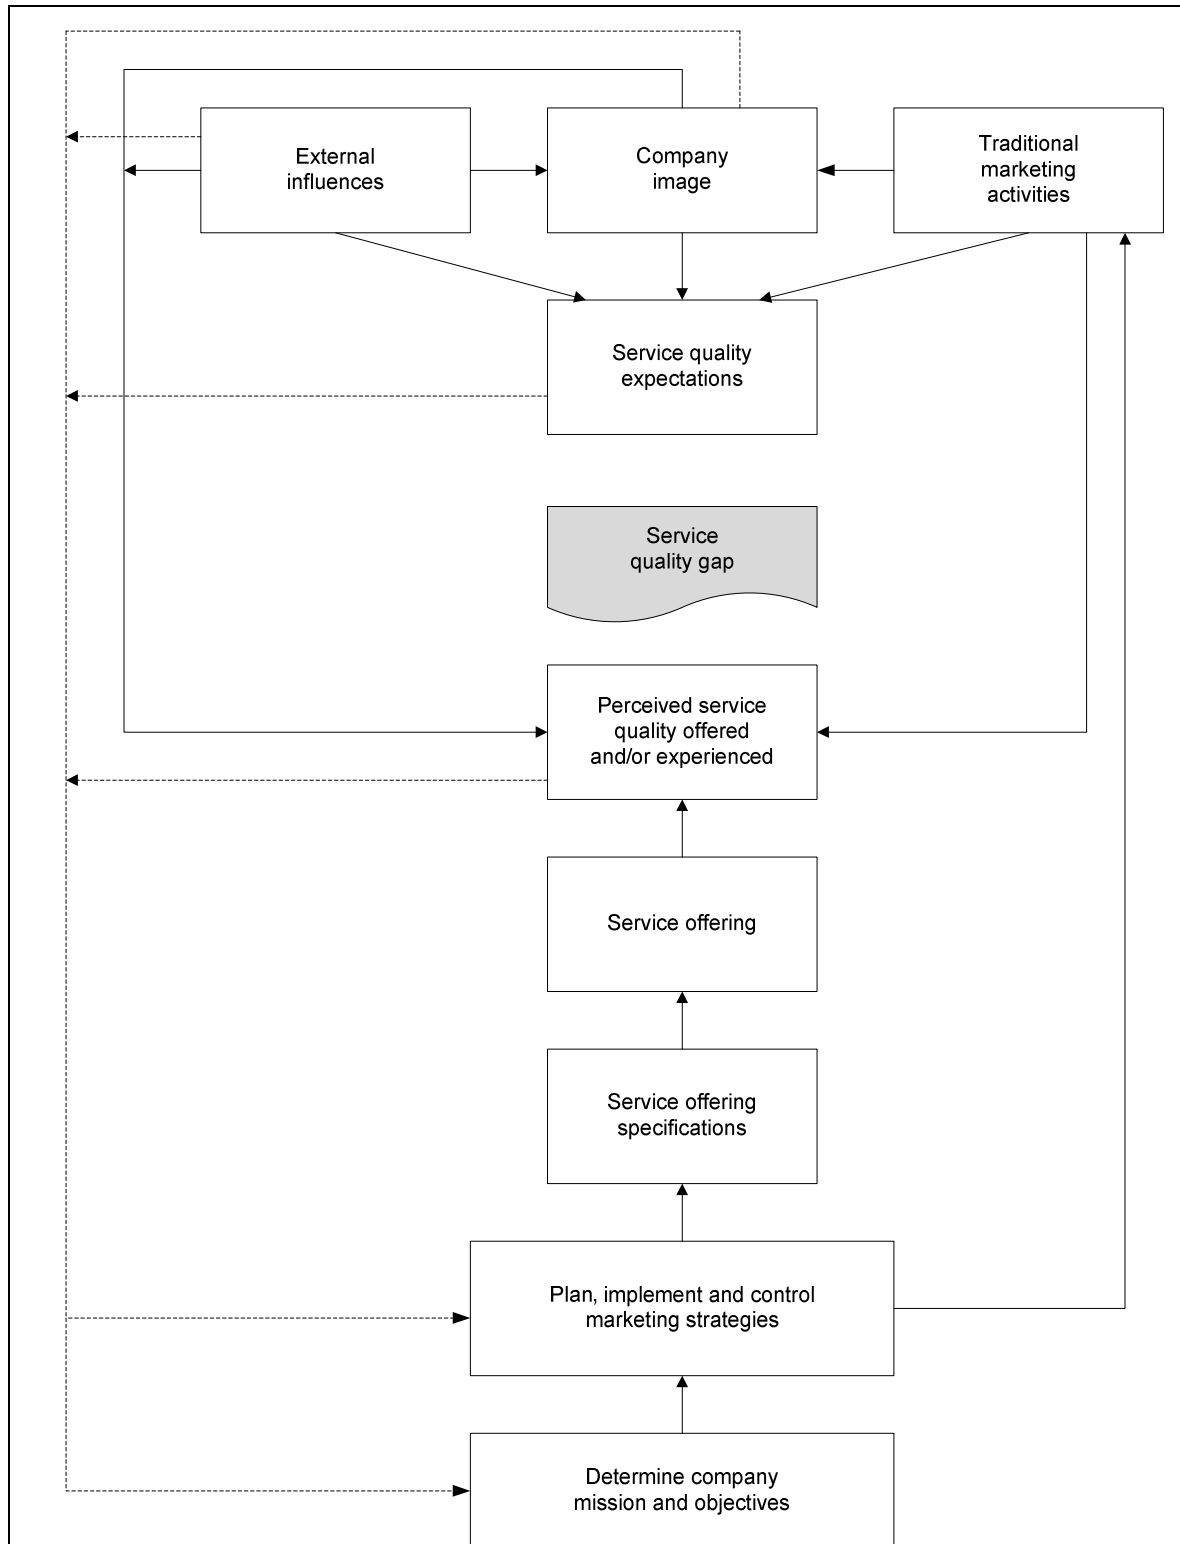 External
influences
Company
image
Traditional
marketing
activities
Service quality
expectations
Service
quality gap
Perceived service
quality offered
and/or experienced
Service offering
Service offering
specifications
Plan, implement and control
marketing strategies
Determine company
mission and objectives